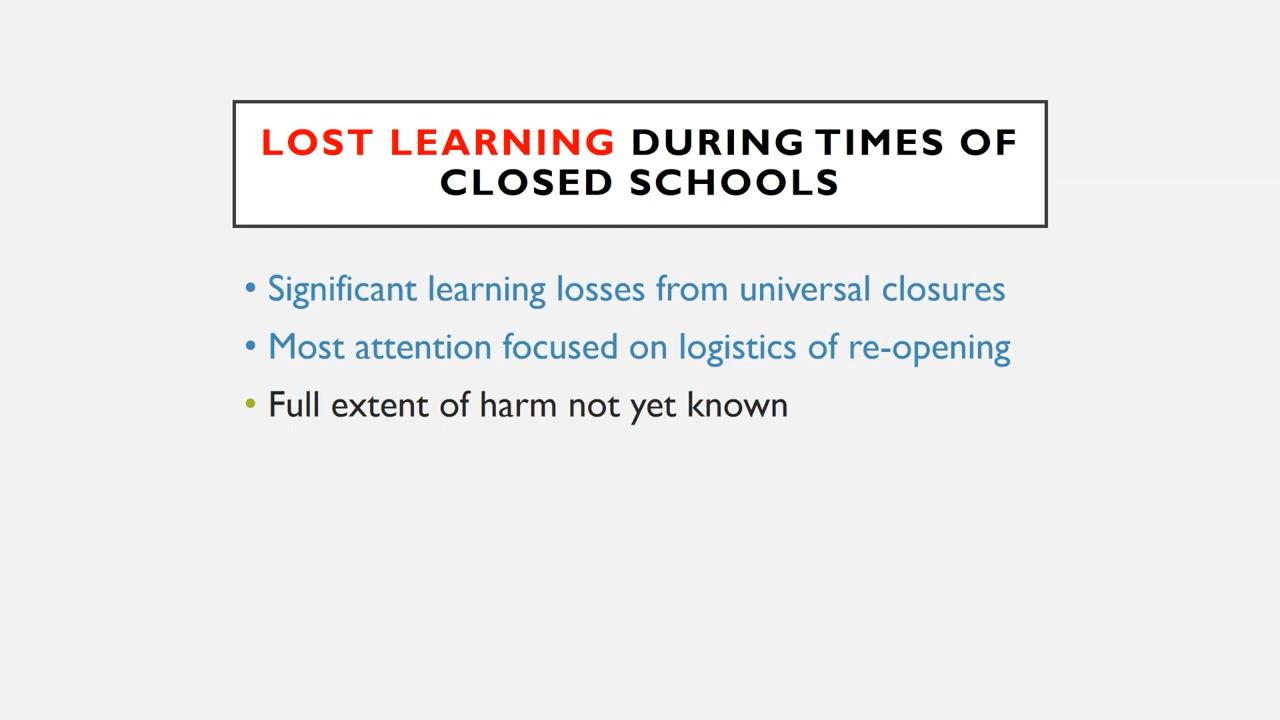 LOST LEARNING DURING TIMES OF
CLOSED SCHOOLS
• Significant learning losses from universal closures
• Most attention focused on logistics of re-opening
• Full extent of harm not yet known